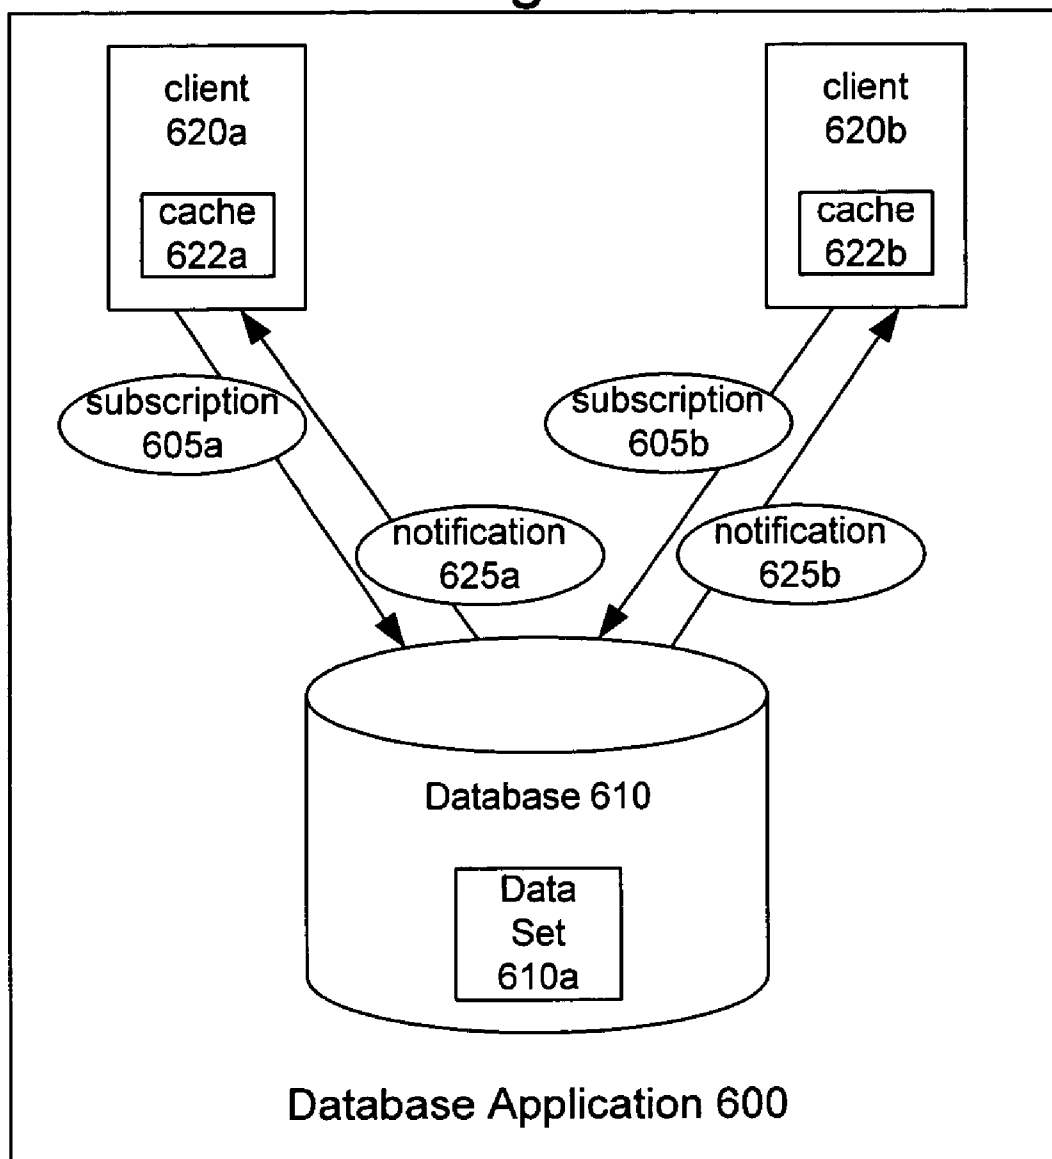 client
620a
cache
622a
client
620b
cache
622b
subscription
605a
subscription
605b
notification
625a
notification
625b
Database 610
Data
Set
610a
Database Application 600